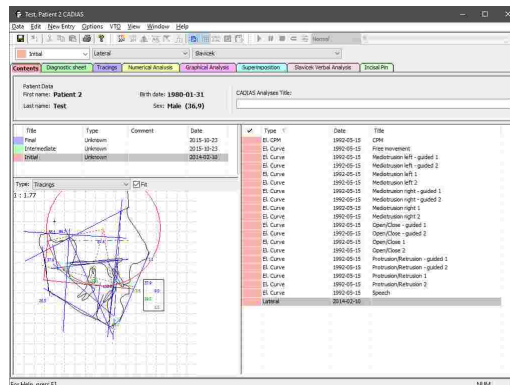 Test, Patient 2 CADIAS
Data Edit New Entry Options VTO View Window Help
Normal
Initial Lateral Slavicek
Contents Diagnostic sheet Tracings Numerical Analysis Graphical Analysis Superimposition Slavicek Verbal Analysis Incisal Pin
Patient Data
First name: Patient 2 Birth date: 1980-01-31 CADIAS Analyses Title:
Last name: Test Sex: Male (36,9)
Title Type Comment Date
Final Unknown 2015-10-23
Intermediate Unknown 2015-10-23
Initial Unknown 2014-02-10
Type: Tracings Fit
1 : 1.77
Type Date Title
El. CPM 1992-05-15 CPM
El. Curve 1992-05-15 Free movement
El. Curve 1992-05-15 Mediotrusion left - guided 1
El. Curve 1992-05-15 Mediotrusion left - guided 2
El. Curve 1992-05-15 Mediotrusion left 1
El. Curve 1992-05-15 Mediotrusion left 2
El. Curve 1992-05-15 Mediotrusion right - guided 1
El. Curve 1992-05-15 Mediotrusion right - guided 2
El. Curve 1992-05-15 Mediotrusion right 1
El. Curve 1992-05-15 Mediotrusion right 2
El. Curve 1992-05-15 Open/Close - guided 1
El. Curve 1992-05-15 Open/Close - guided 2
El. Curve 1992-05-15 Open/Close 1
El. Curve 1992-05-15 Open/Close 2
El. Curve 1992-05-15 Protrusion/Retrusion - guided 1
El. Curve 1992-05-15 Protrusion/Retrusion - guided 2
El. Curve 1992-05-15 Protrusion/Retrusion 1
El. Curve 1992-05-15 Protrusion/Retrusion 2
El. Curve 1992-05-15 Speech
Lateral 2014-02-10
For Help, press F1 NUM